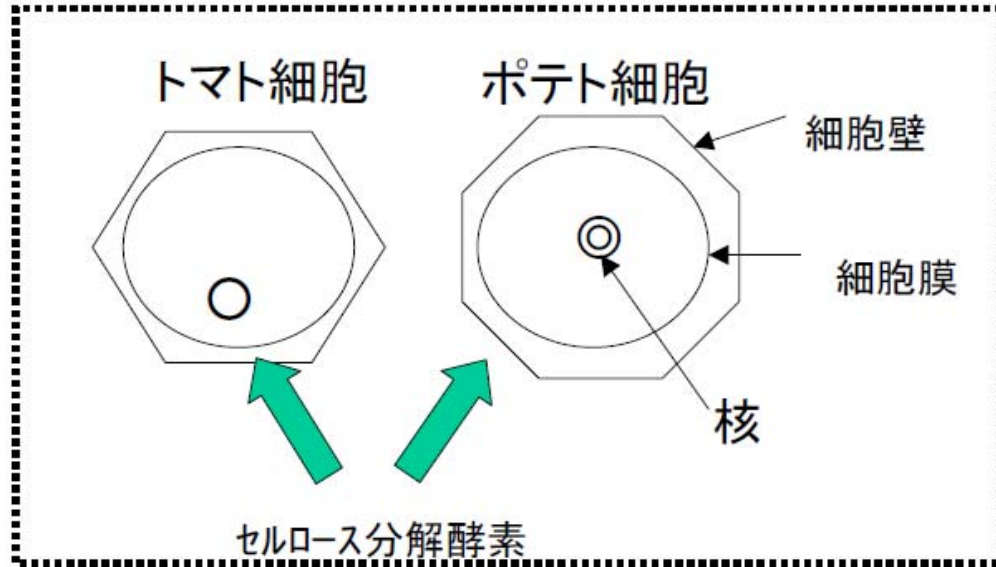 トマト細胞
ポテト細胞
細胞壁
細胞膜
核
セルロース分解酵素